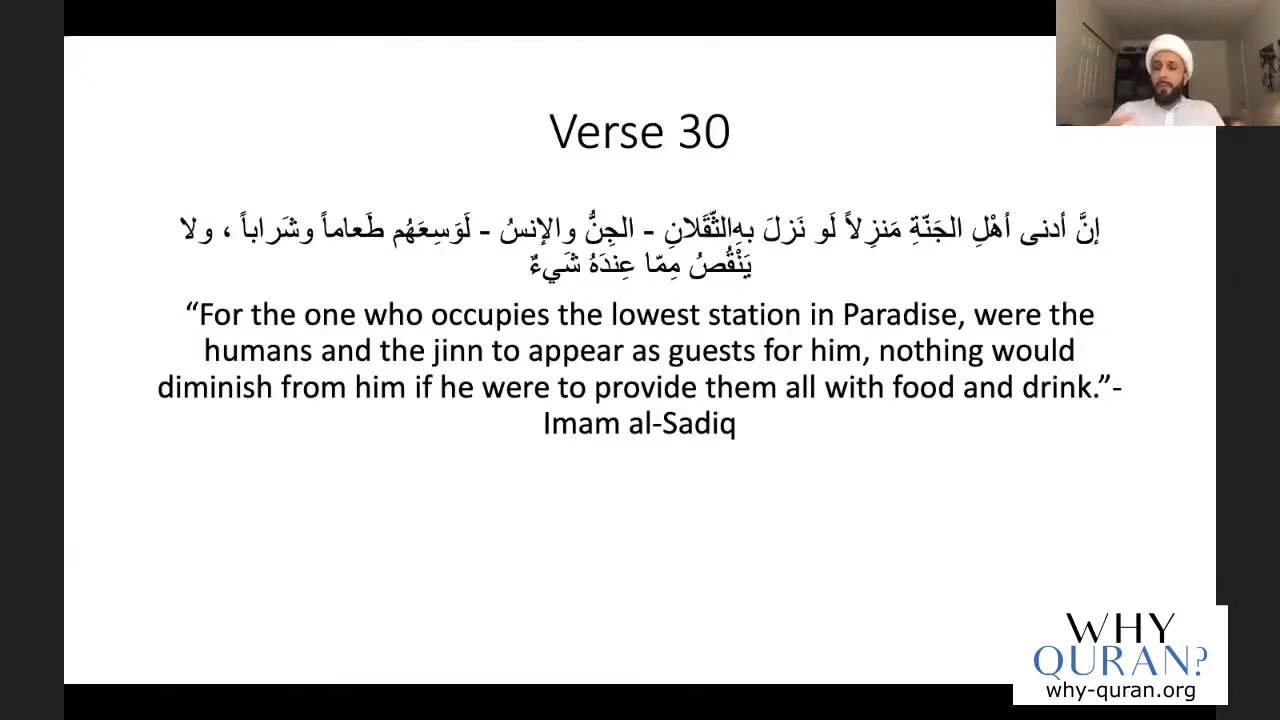 Verse 30
إنَّ أدنى أهْلِ الجَنّةِ مَنزِلاً لَو نَزلَ بهِالثّقَلانِ - الجِنُّ والإنسُ - لَوَسِعَهُم طَعاماً وشَراباً ، ولا
يَنْقُصُ مِمّا عِندَهُ شَيءٌ
“For the one who occupies the lowest station in Paradise, were the
humans and the jinn to appear as guests for him, nothing would
diminish from him if he were to provide them all with food and drink.”-
Imam al-Sadiq
WHY
QURAN?
why-quran.org